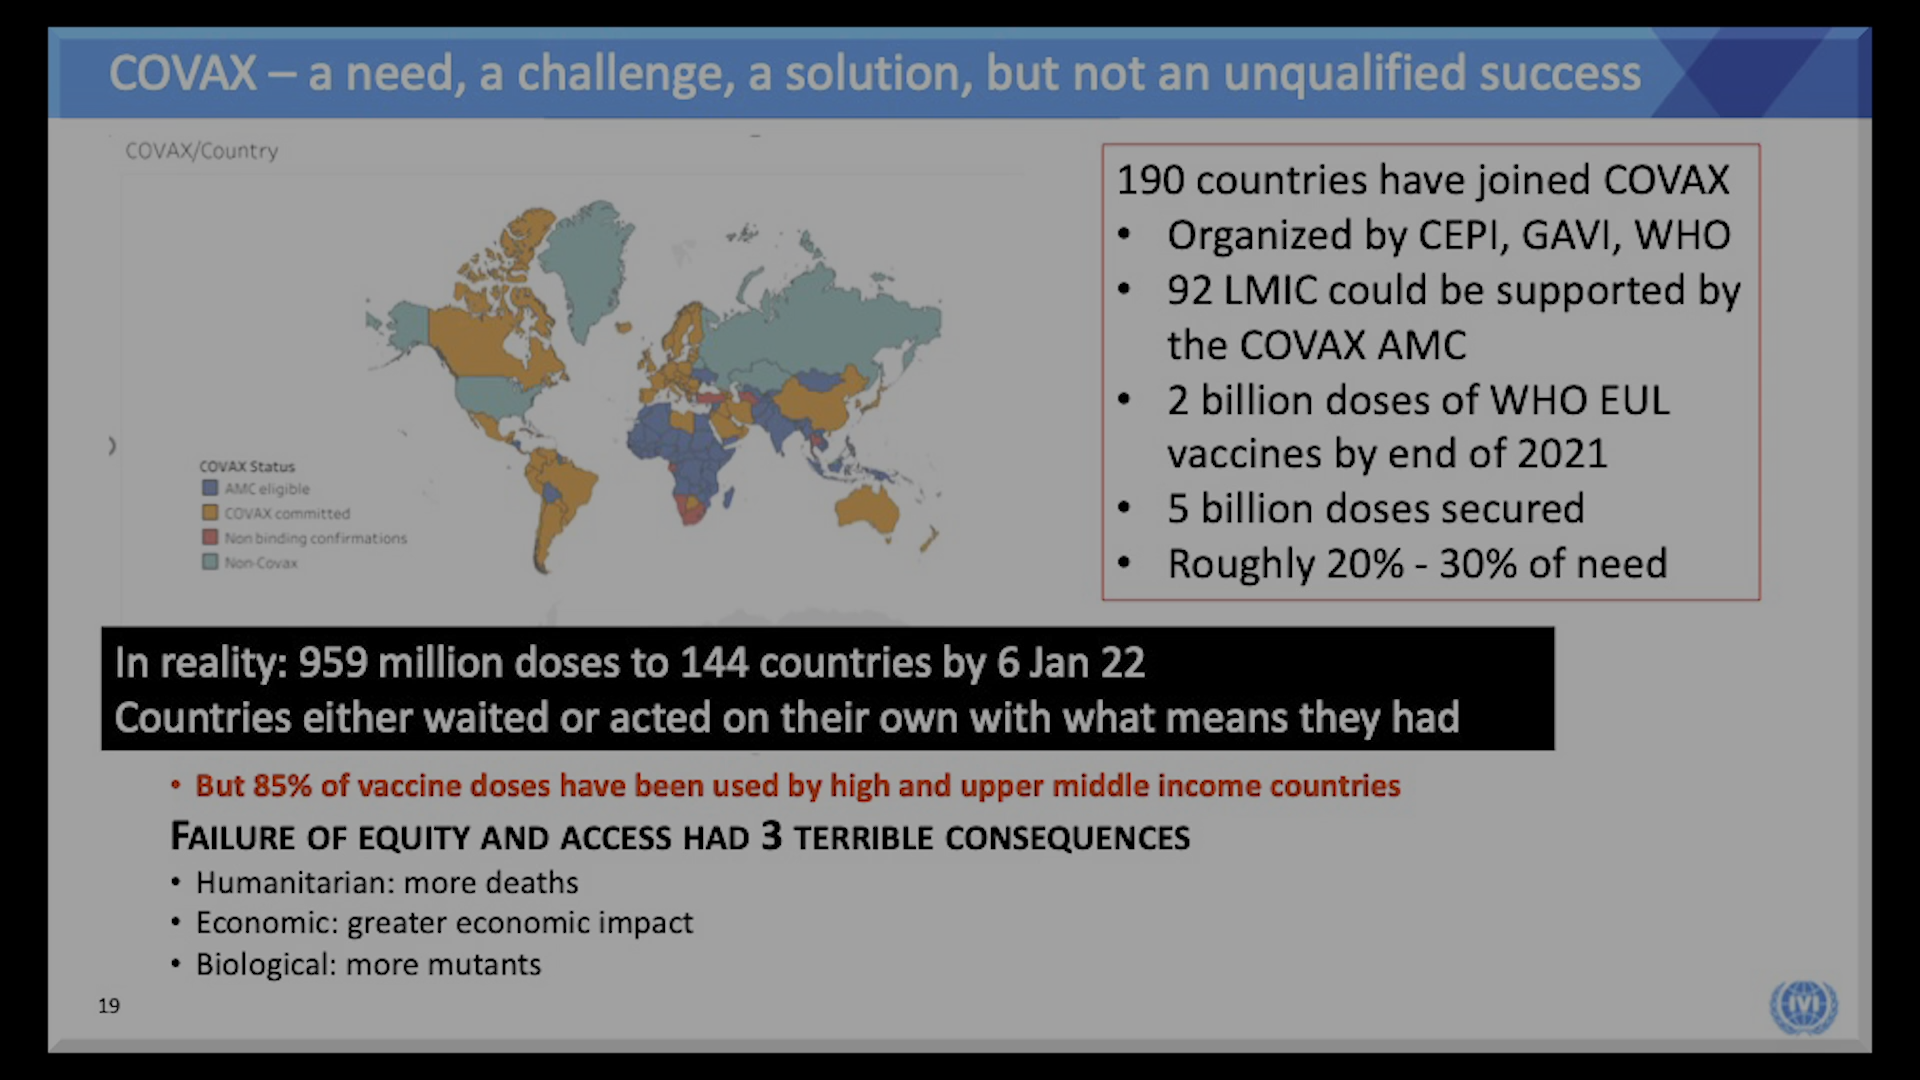 COVAX – a need, a challenge, a solution, but not an unqualified success
COVAX/Country
COVAX Status
AMC eligible
COVAX committed
Non binding confirmations
Non-Covax
190 countries have joined COVAX
• Organized by CEPI, GAVI, WHO
• 92 LMIC could be supported by
the COVAX AMC
• 2 billion doses of WHO EUL
vaccines by end of 2021
• 5 billion doses secured
• Roughly 20% - 30% of need
In reality: 959 million doses to 144 countries by 6 Jan 22
Countries either waited or acted on their own with what means they had
• But 85% of vaccine doses have been used by high and upper middle income countries
FAILURE OF EQUITY AND ACCESS HAD 3 TERRIBLE CONSEQUENCES
• Humanitarian: more deaths
• Economic: greater economic impact
• Biological: more mutants
19
IVI